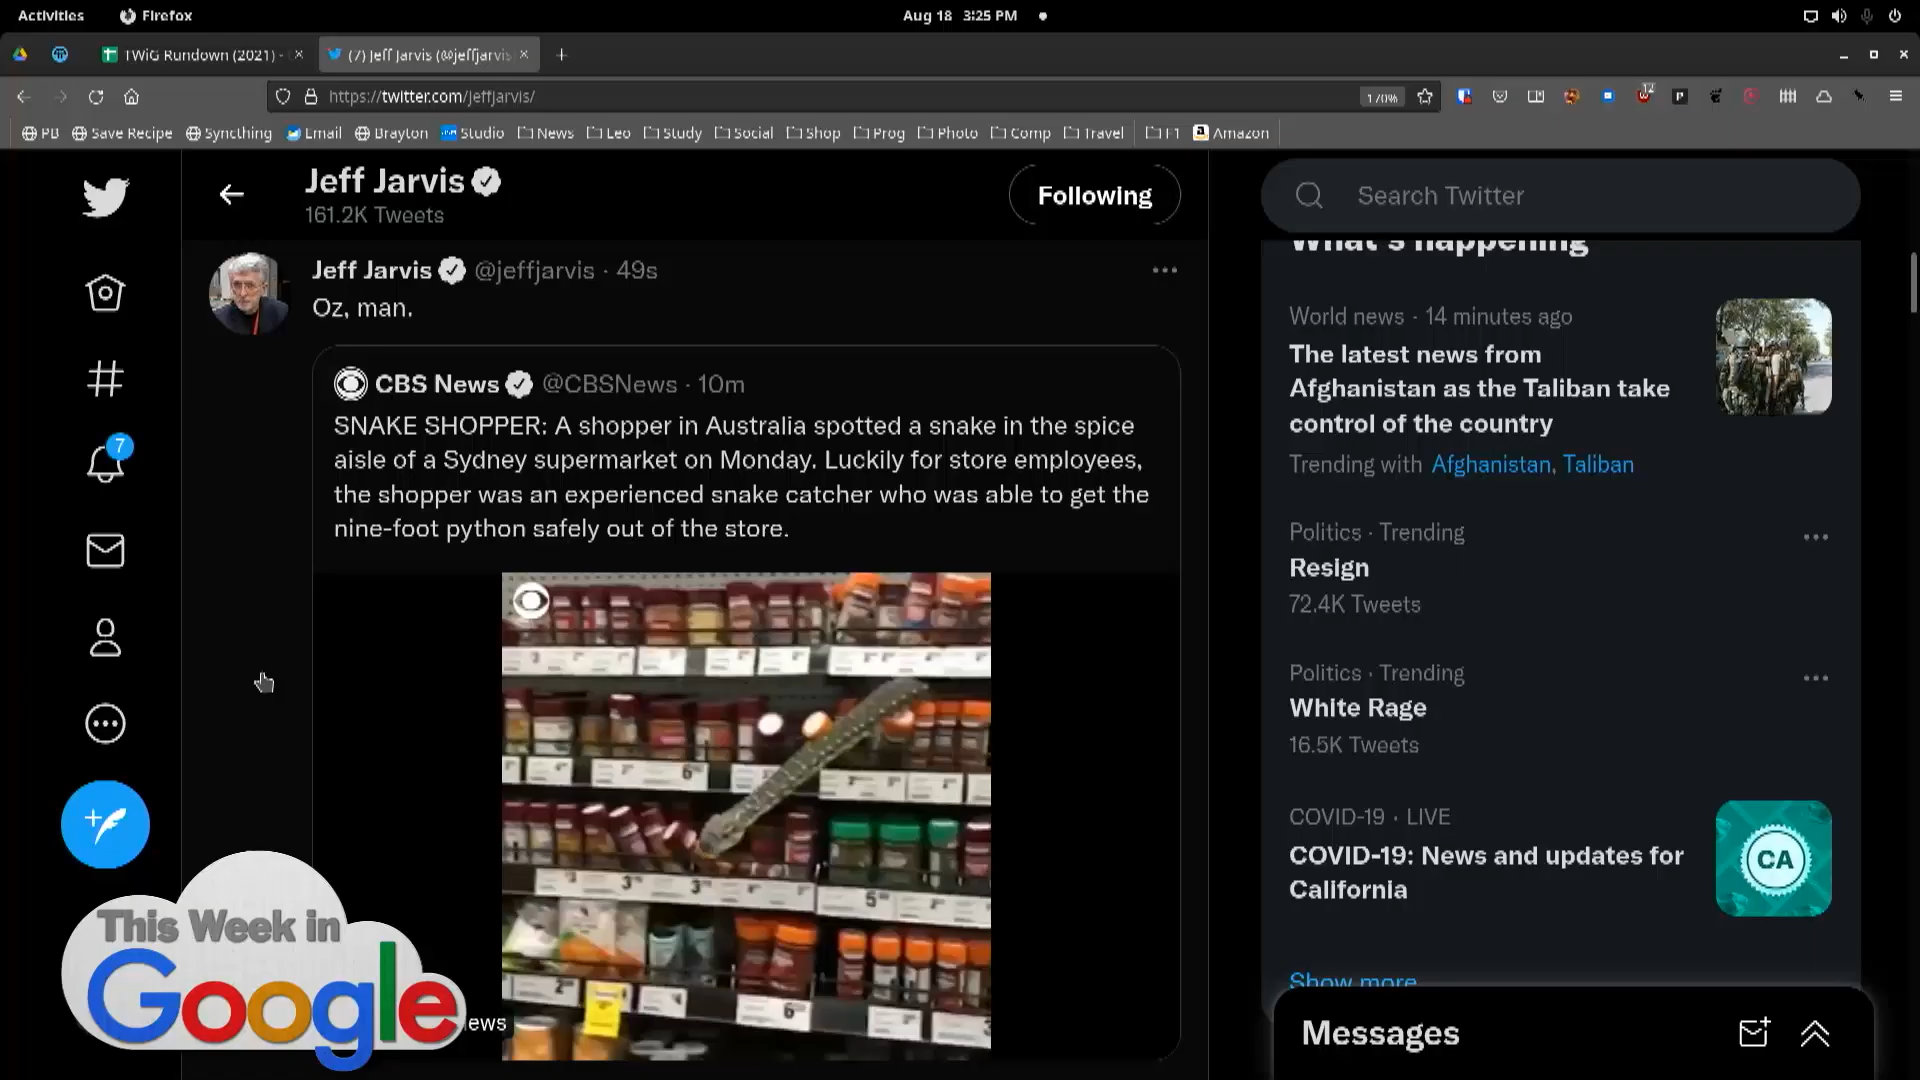 Activities
Firefox
Aug 18 3:25 PM
TWiG Rundown (2021) -
(7) Jeff Jarvis (@jeffjarvis
https://twitter.com/jeffjarvis/
170%
12
PB
Save Recipe
Syncthing
Email
Brayton
Studio
News
Leo
Study
Social
Shop
Prog
Photo
Comp
Travel
F1
Amazon
Jeff Jarvis
161.2K Tweets
Following
Search Twitter
What's happening
Jeff Jarvis @jeffjarvis · 49s
Oz, man.
CBS News @CBSNews · 10m
SNAKE SHOPPER: A shopper in Australia spotted a snake in the spice
aisle of a Sydney supermarket on Monday. Luckily for store employees,
the shopper was an experienced snake catcher who was able to get the
nine-foot python safely out of the store.
7
World news · 14 minutes ago
The latest news from
Afghanistan as the Taliban take
control of the country
Trending with Afghanistan, Taliban
Politics · Trending
Resign
72.4K Tweets
Politics · Trending
White Rage
16.5K Tweets
COVID-19 · LIVE
COVID-19: News and updates for
California
CA
Show more
Messages
This Week in
Google